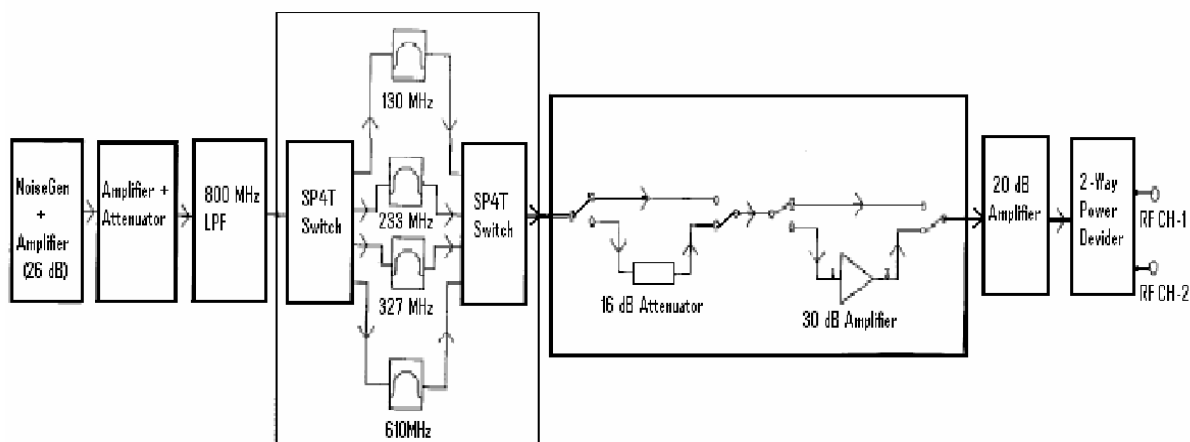 NoiseGen
+
Amplifier
(26 dB)
Amplifier +
Attenuator
800 MHz
LPF
SP4T
Switch
130 MHz
233 MHz
327 MHz
610MHz
SP4T
Switch
16 dB Attenuator
1
2
30 dB Amplifier
20 dB
Amplifier
2-Way
Power
Devider
RF CH-1
RF CH-2